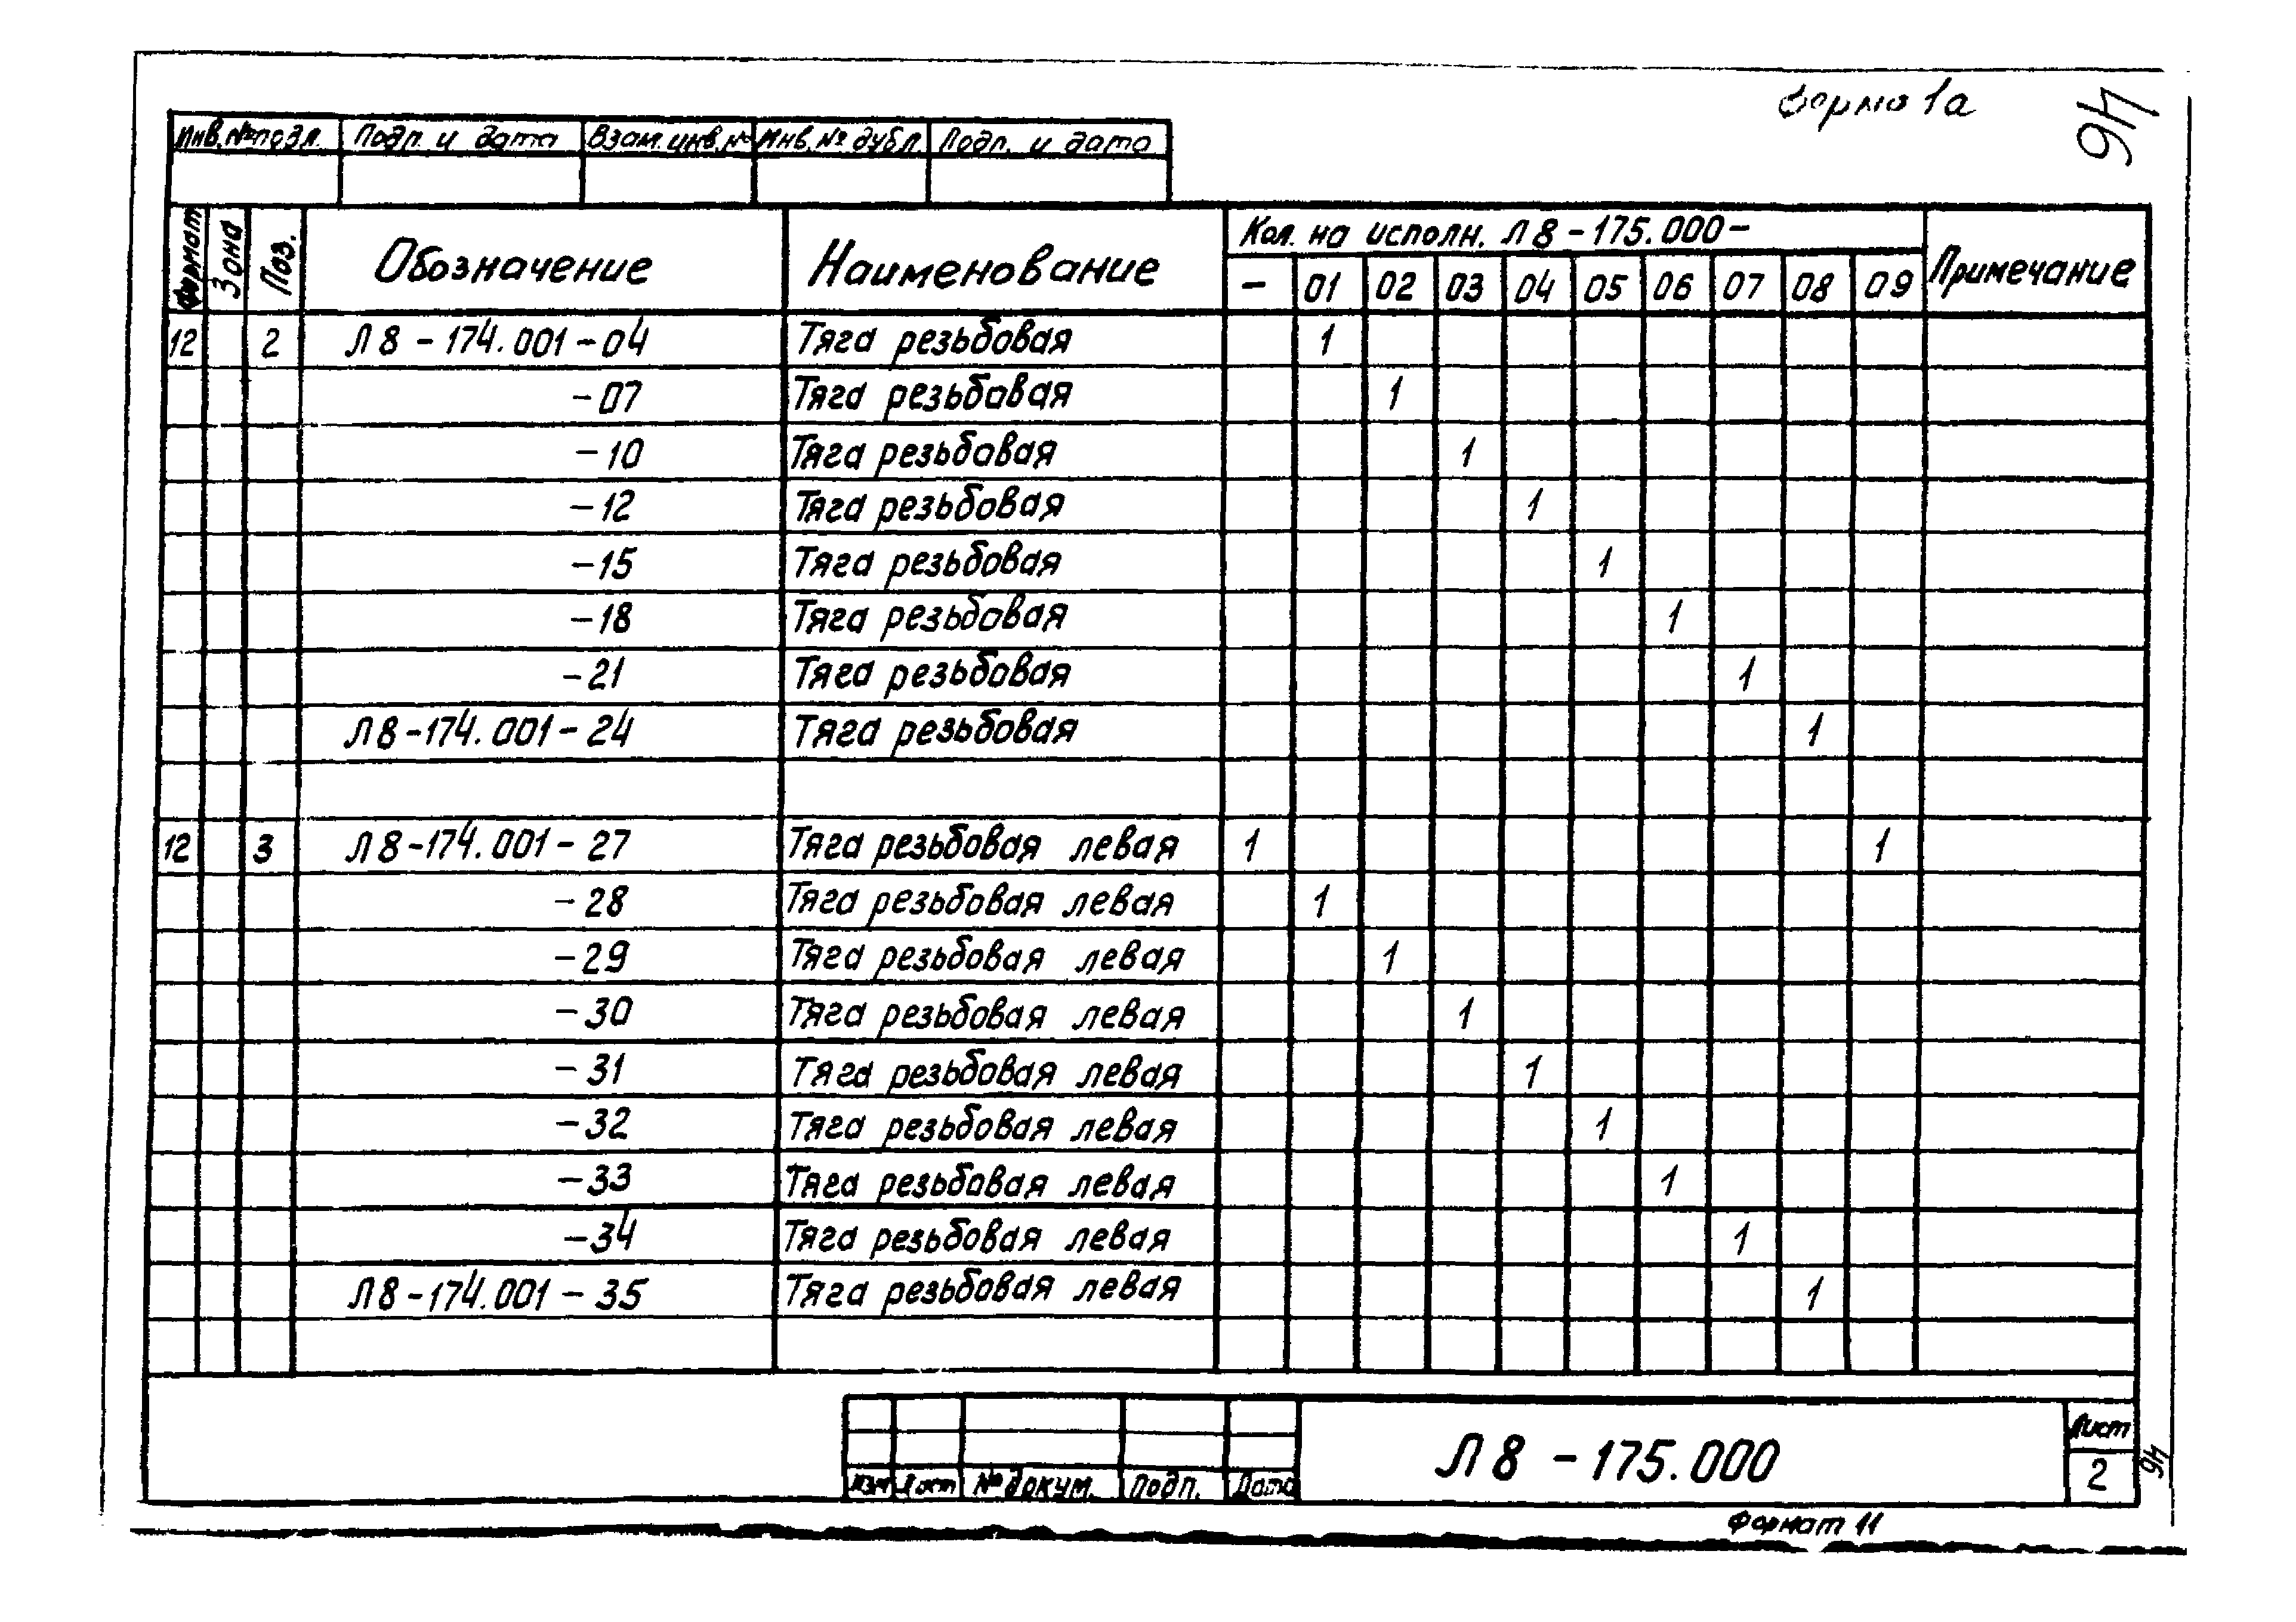 Форма 1а
46
Инв.№подл. Подп. и дата Взам.инв.№ Инв.№ дубл. Подп. и дата
Формат Зона Поз. Обозначение Наименование Кол. на исполн. Л8-175.000- Примечание
- 01 02 03 04 05 06 07 08 09
12 2 Л8-174.001-04 Тяга резьбовая 1
-07 Тяга резьбовая 1
-10 Тяга резьбовая 1
-12 Тяга резьбовая 1
-15 Тяга резьбовая 1
-18 Тяга резьбовая 1
-21 Тяга резьбовая 1
Л8-174.001-24 Тяга резьбовая 1
12 3 Л8-174.001-27 Тяга резьбовая левая 1 1
-28 Тяга резьбовая левая 1
-29 Тяга резьбовая левая 1
-30 Тяга резьбовая левая 1
-31 Тяга резьбовая левая 1
-32 Тяга резьбовая левая 1
-33 Тяга резьбовая левая 1
-34 Тяга резьбовая левая 1
Л8-174.001-35 Тяга резьбовая левая 1
Изм Лист № докум. Подп. Дата
Л8-175.000
Лист
2
46
Формат 11